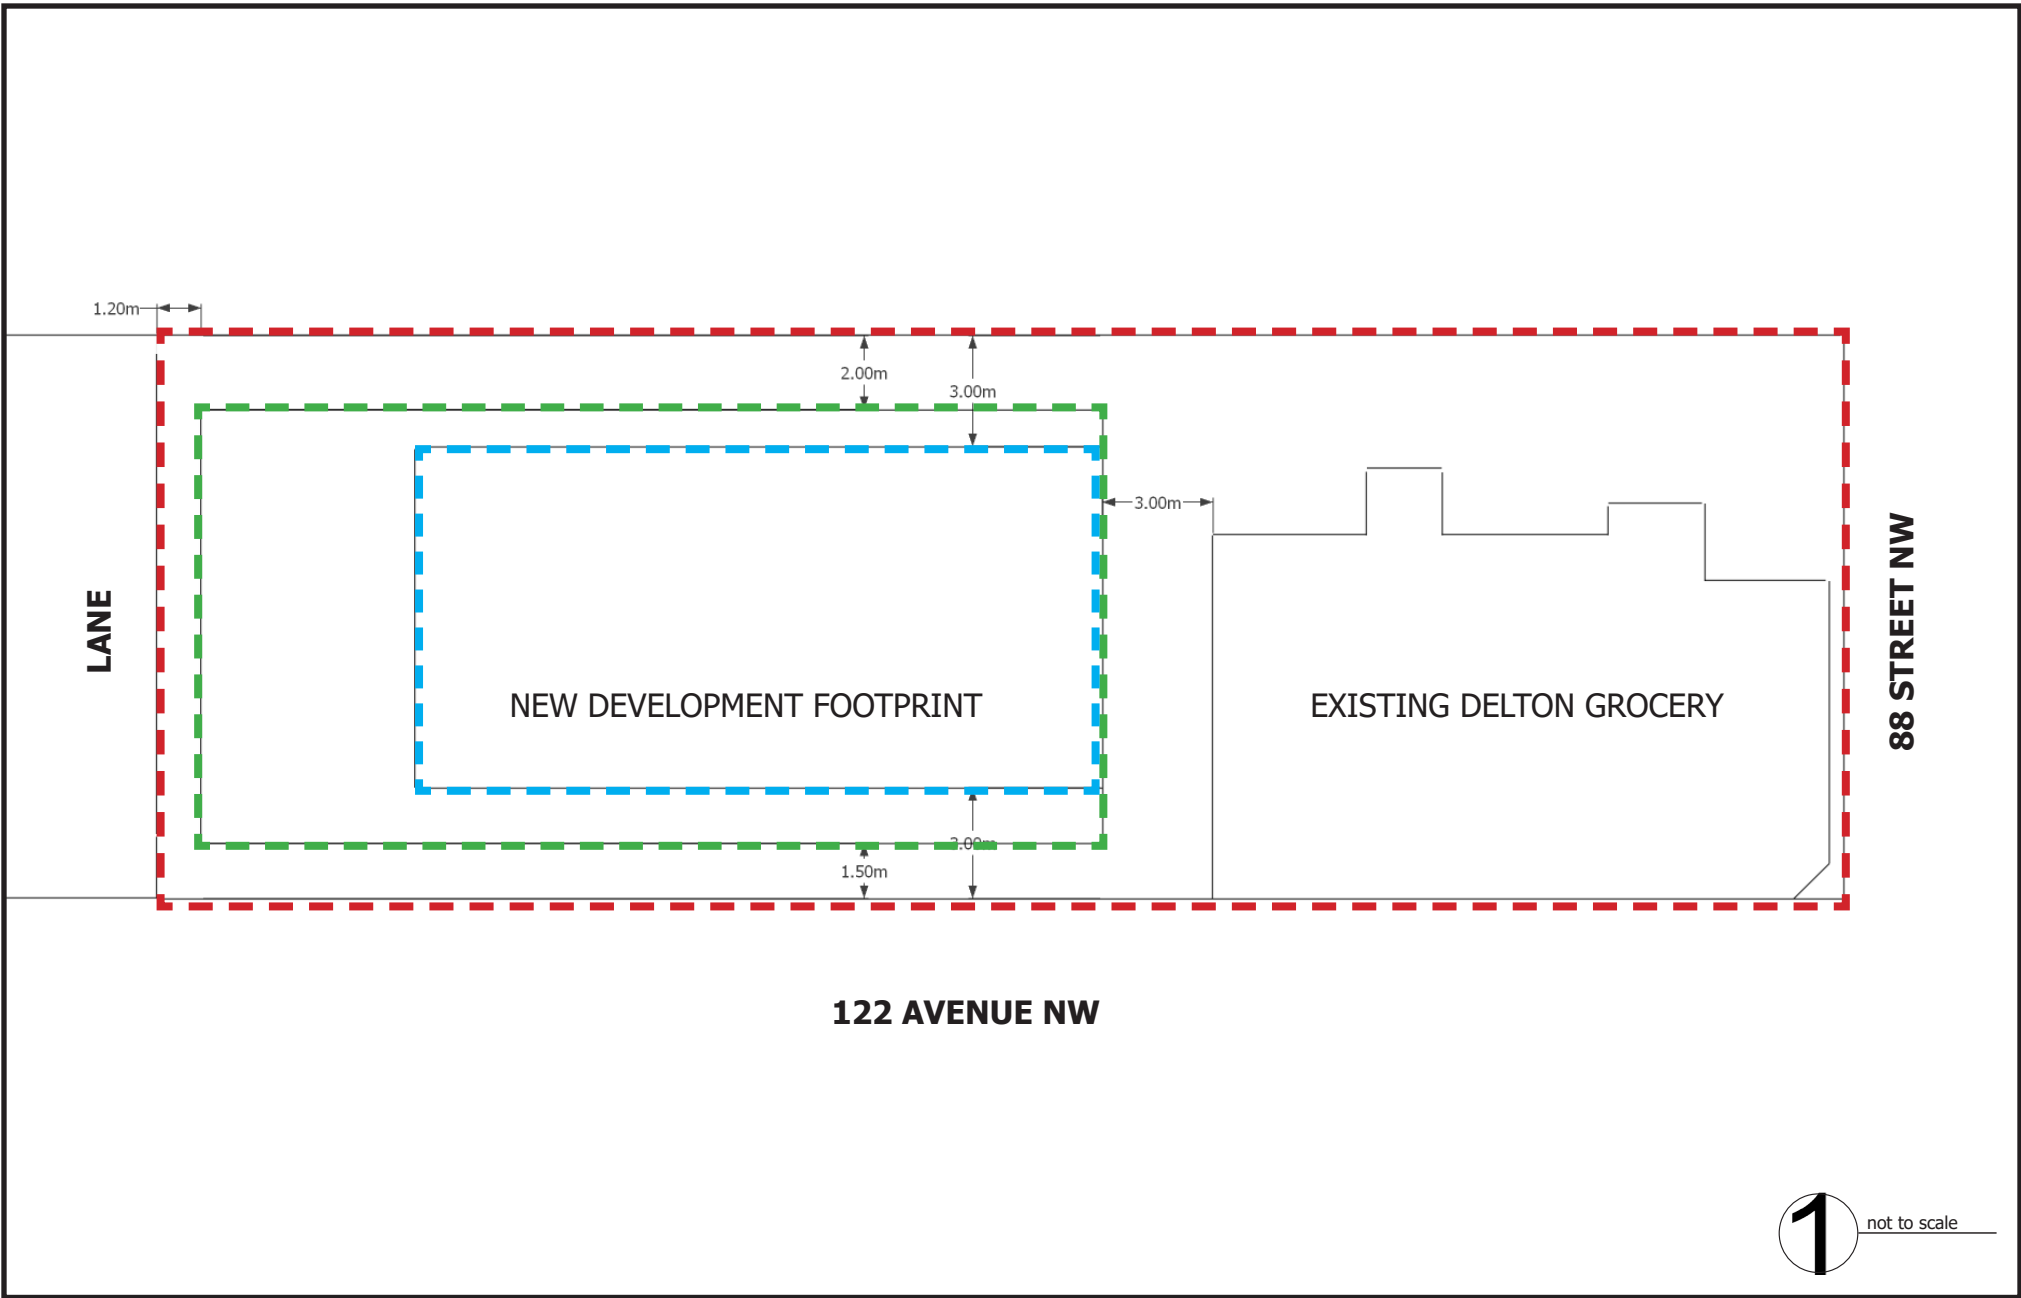 1.20m
2.00m
3.00m
3.00m
LANE
NEW DEVELOPMENT FOOTPRINT
EXISTING DELTON GROCERY
88 STREET NW
1.50m
122 AVENUE NW
1
not to scale